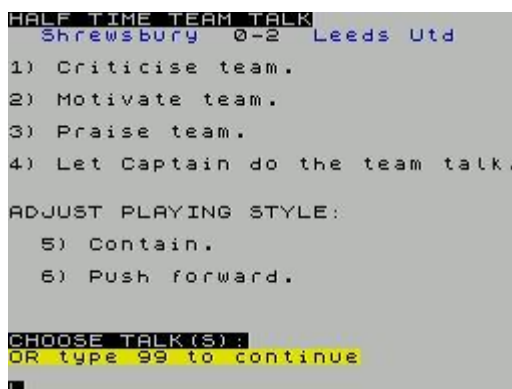 HALF TIME TEAM TALK
Shrewsbury 0-2 Leeds Utd
1) Criticise team.
2) Motivate team.
3) Praise team.
4) Let Captain do the team talk.
ADJUST PLAYING STYLE:
5) Contain.
6) Push forward.
CHOOSE TALK(S):
OR type 99 to continue
L